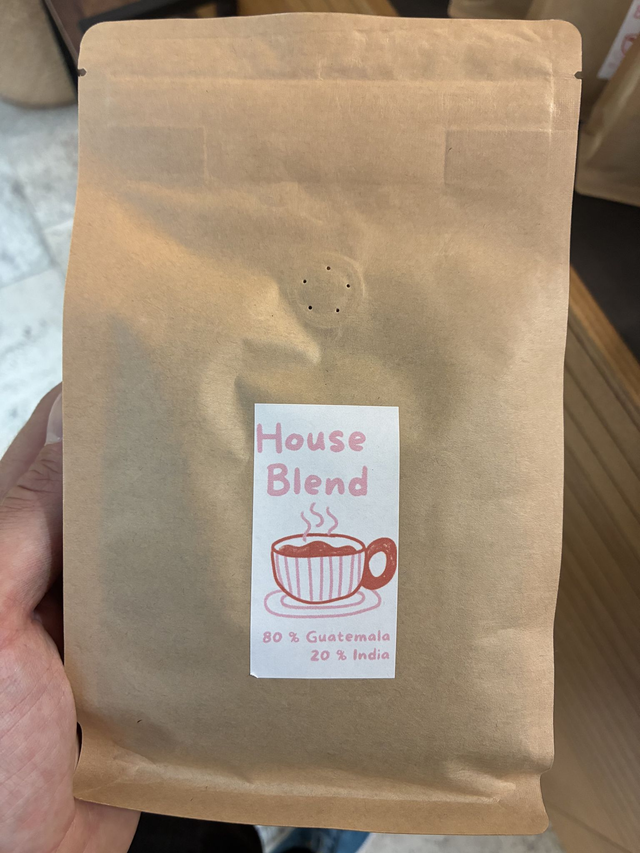 House
Blend
80 % Guatemala
20 % India